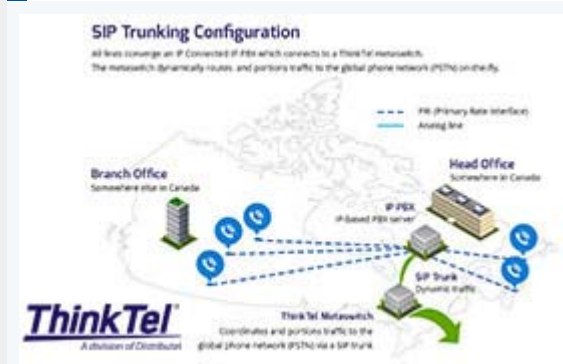 SIP Trunking Configuration
All lines converge an IP Connected IP PBX which connects to a ThinkTel metaswitch.
The metaswitch dynamically routes, and portions traffic to the global phone network (PSTN) on the fly.
PRI (Primary Rate Interface)
Analog line
Head Office
Somewhere in Canada
Branch Office
Somewhere else in Canada
IP PBX
IP-based PBX server
SIP Trunk
Dynamic traffic
ThinkTel Metaswitch
Coordinates and portions traffic to the
global phone network (PSTN) via a SIP trunk
ThinkTel
A division of Distributel